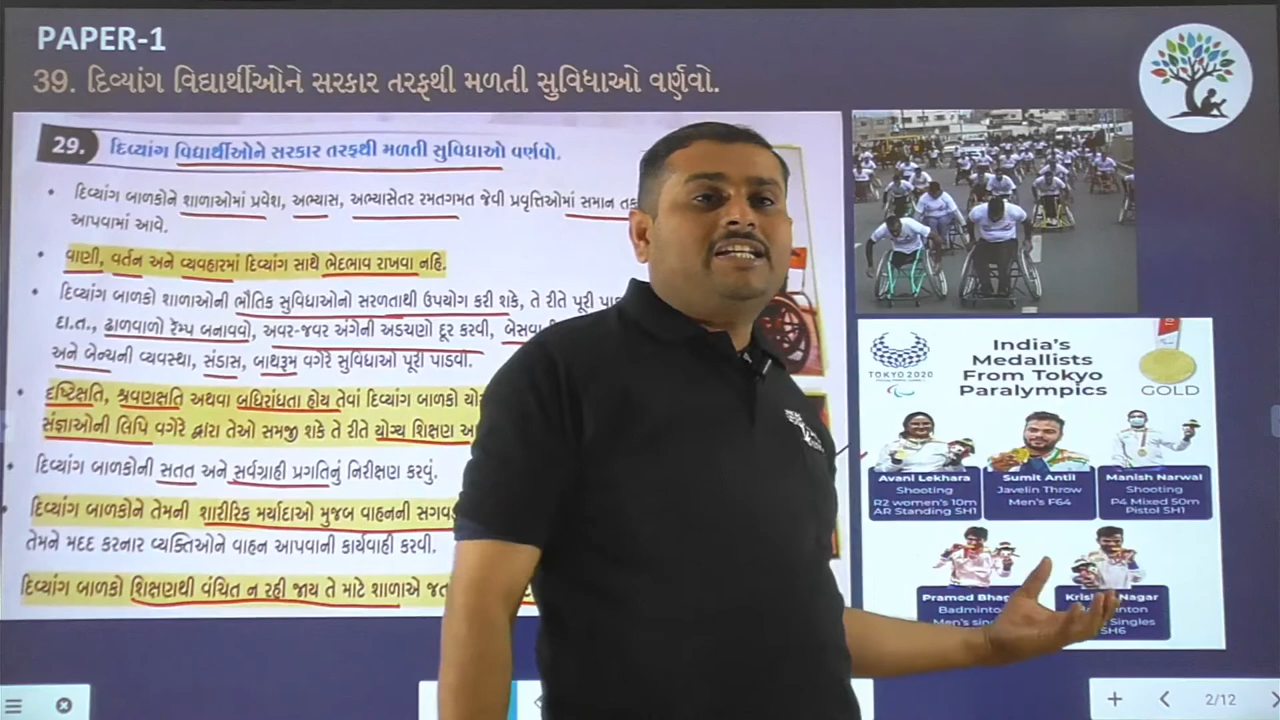 PAPER-1
39. દિવ્યાંગ વિદ્યાર્થીઓને સરકાર તરફથી મળતી સુવિધાઓ વર્ણવો.
29. દિવ્યાંગ વિદ્યાર્થીઓને સરકાર તરફથી મળતી સુવિધાઓ વર્ણવો.
• દિવ્યાંગ બાળકોને શાળાઓમાં પ્રવેશ, અભ્યાસ, અભ્યાસેતર રમતગમત જેવી પ્રવૃત્તિઓમાં સમાન
આપવામાં આવે.
• વાણી, વર્તન અને વ્યવહારમાં દિવ્યાંગ સાથે ભેદભાવ રાખવા નહિ.
• દિવ્યાંગ બાળકો શાળાઓની ભૌતિક સુવિધાઓનો સરળતાથી ઉપયોગ કરી શકે, તે રીતે પૂરી
દા.ત., ઢાળવાળો રૅમ્પ બનાવવો, અવર-જવર અંગેની અડચણો દૂર કરવી,
અને બેન્ચની વ્યવસ્થા, સંડાસ, બાથરૂમ વગેરે સુવિધાઓ પૂરી પાડવી.
• દૃષ્ટિક્ષતિ, શ્રવણક્ષતિ અથવા બધિરાંધતા હોય તેવાં દિવ્યાંગ બાળકો
સંજ્ઞાઓની લિપિ વગેરે દ્વારા તેઓ સમજી શકે તે રીતે યોગ્ય શિક્ષણ
• દિવ્યાંગ બાળકોની સતત અને સર્વગ્રાહી પ્રગતિનું નિરીક્ષણ કરવું.
• દિવ્યાંગ બાળકોને તેમની શારીરિક મર્યાદાઓ મુજબ વાહનની
તેમને મદદ કરનાર વ્યક્તિઓને વાહન આપવાની કાર્યવાહી કરવી.
દિવ્યાંગ બાળકો શિક્ષણથી વંચિત ન રહી જાય તે માટે શાળાએ
TOKYO 2020
India's
Medallists
From Tokyo
Paralympics
GOLD
Avani Lekhara
Shooting
R2 women's 10m
AR Standing SH1
Sumit Antil
Javelin Throw
Men's F64
Manish Narwal
Shooting
P4 Mixed 50m
Pistol SH1
Pramod
Men's
Nagar
Singles
SH6
2/12